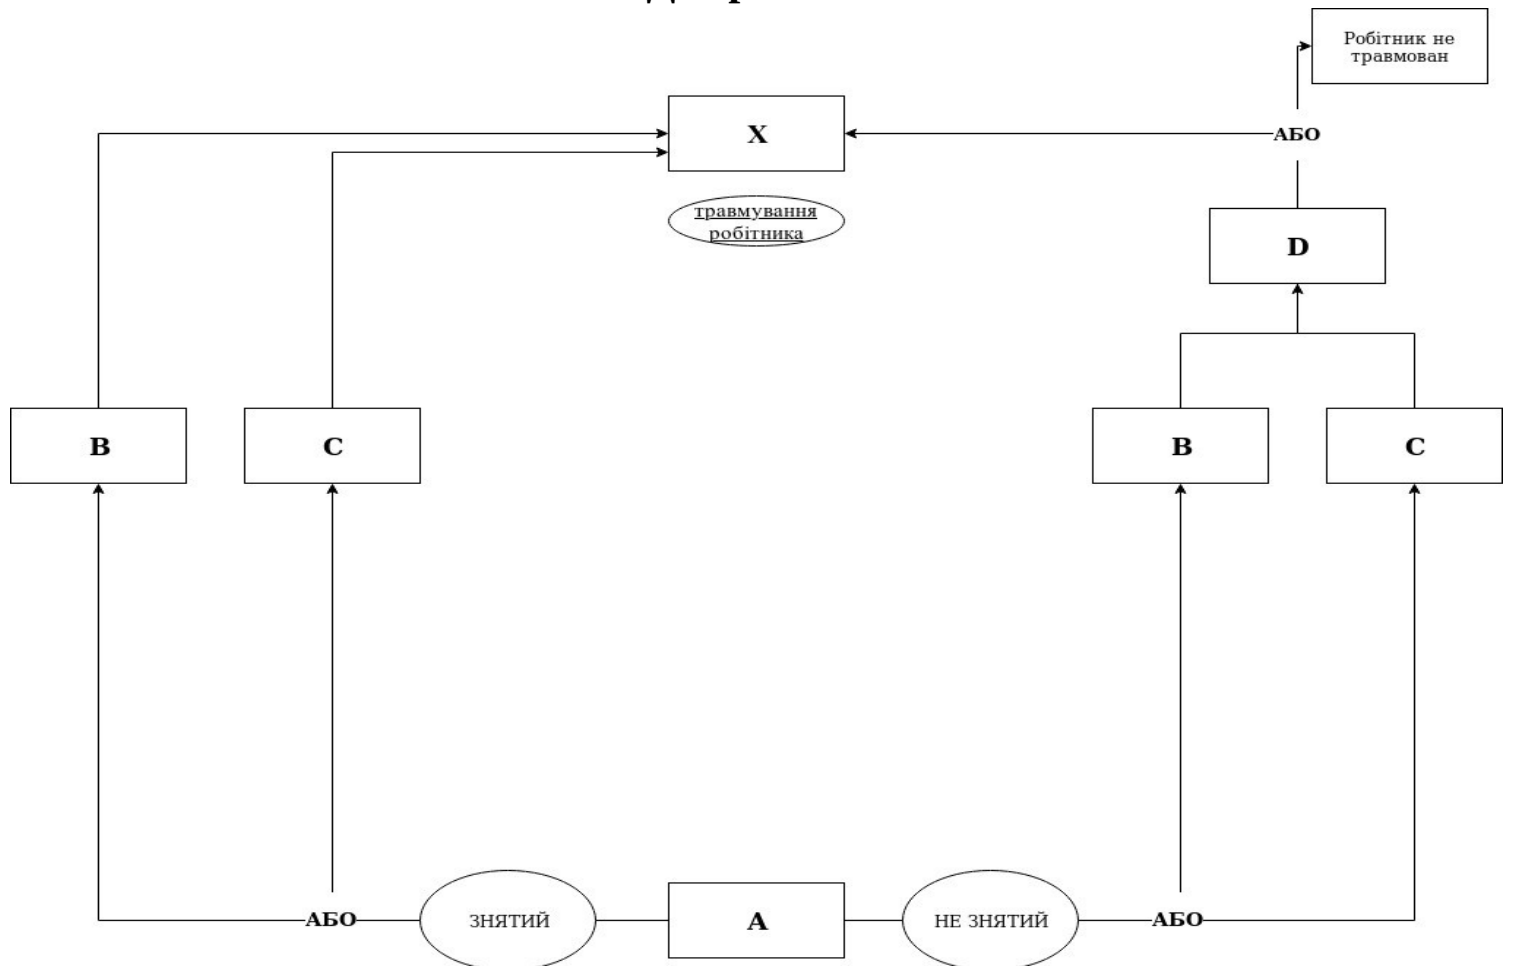 Робітник не
травмован
X
АБО
травмування
робітника
D
B
C
B
C
АБО
ЗНЯТИЙ
A
НЕ ЗНЯТИЙ
АБО